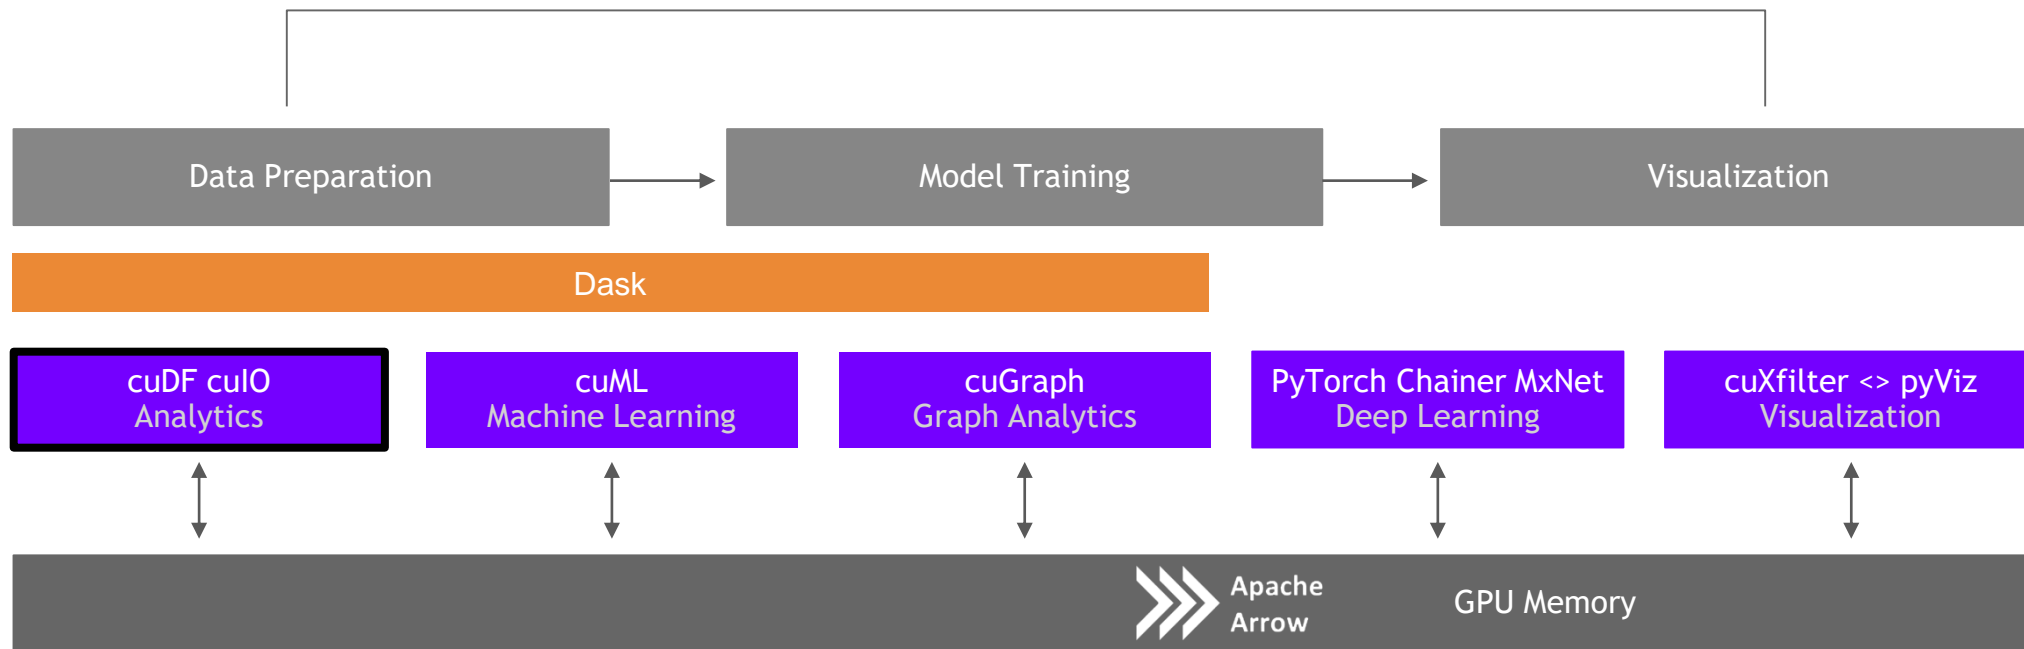 Data Preparation
Model Training
Visualization
Dask
cuDF cuIO
Analytics
cuML
Machine Learning
cuGraph
Graph Analytics
PyTorch Chainer MxNet
Deep Learning
cuXfilter <> pyViz
Visualization
Apache
Arrow
GPU Memory